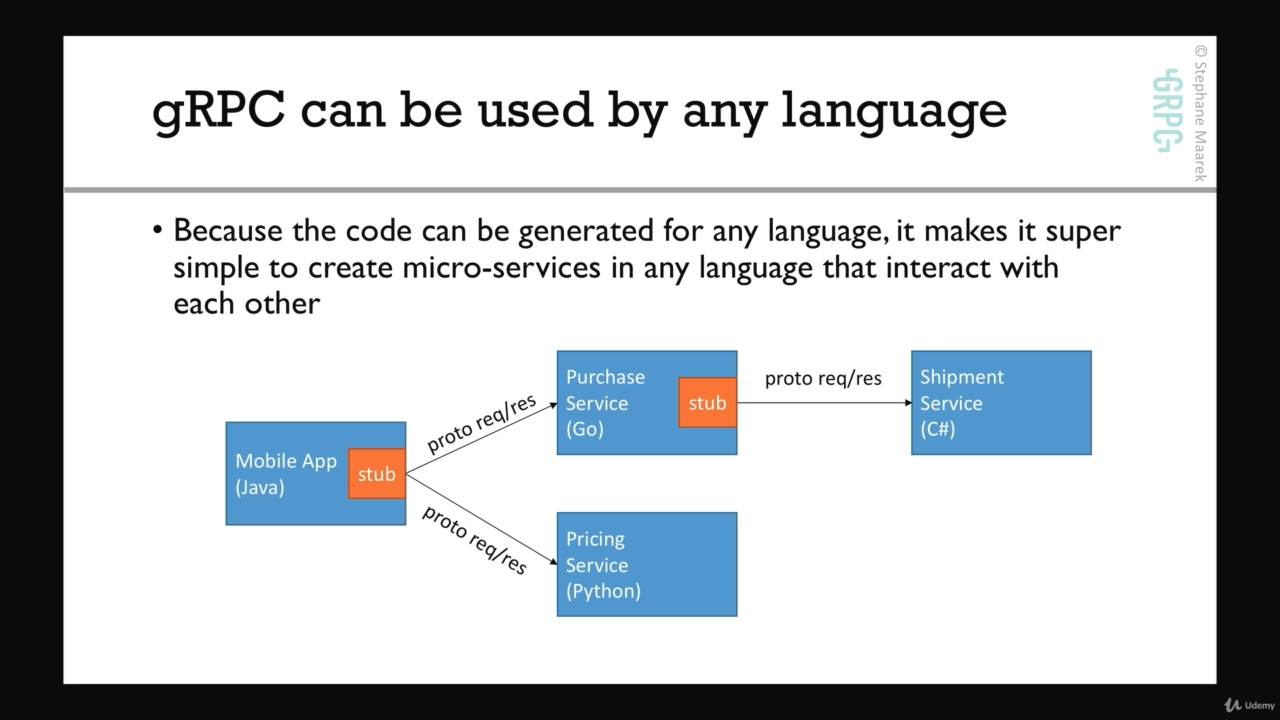 gRPC can be used by any language
© Stephane Maarek
GRPC
• Because the code can be generated for any language, it makes it super
simple to create micro-services in any language that interact with
each other
Mobile App
(Java)
stub
proto req/res
proto req/res
Purchase
Service
(Go)
stub
proto req/res
Shipment
Service
(C#)
Pricing
Service
(Python)
Udemy